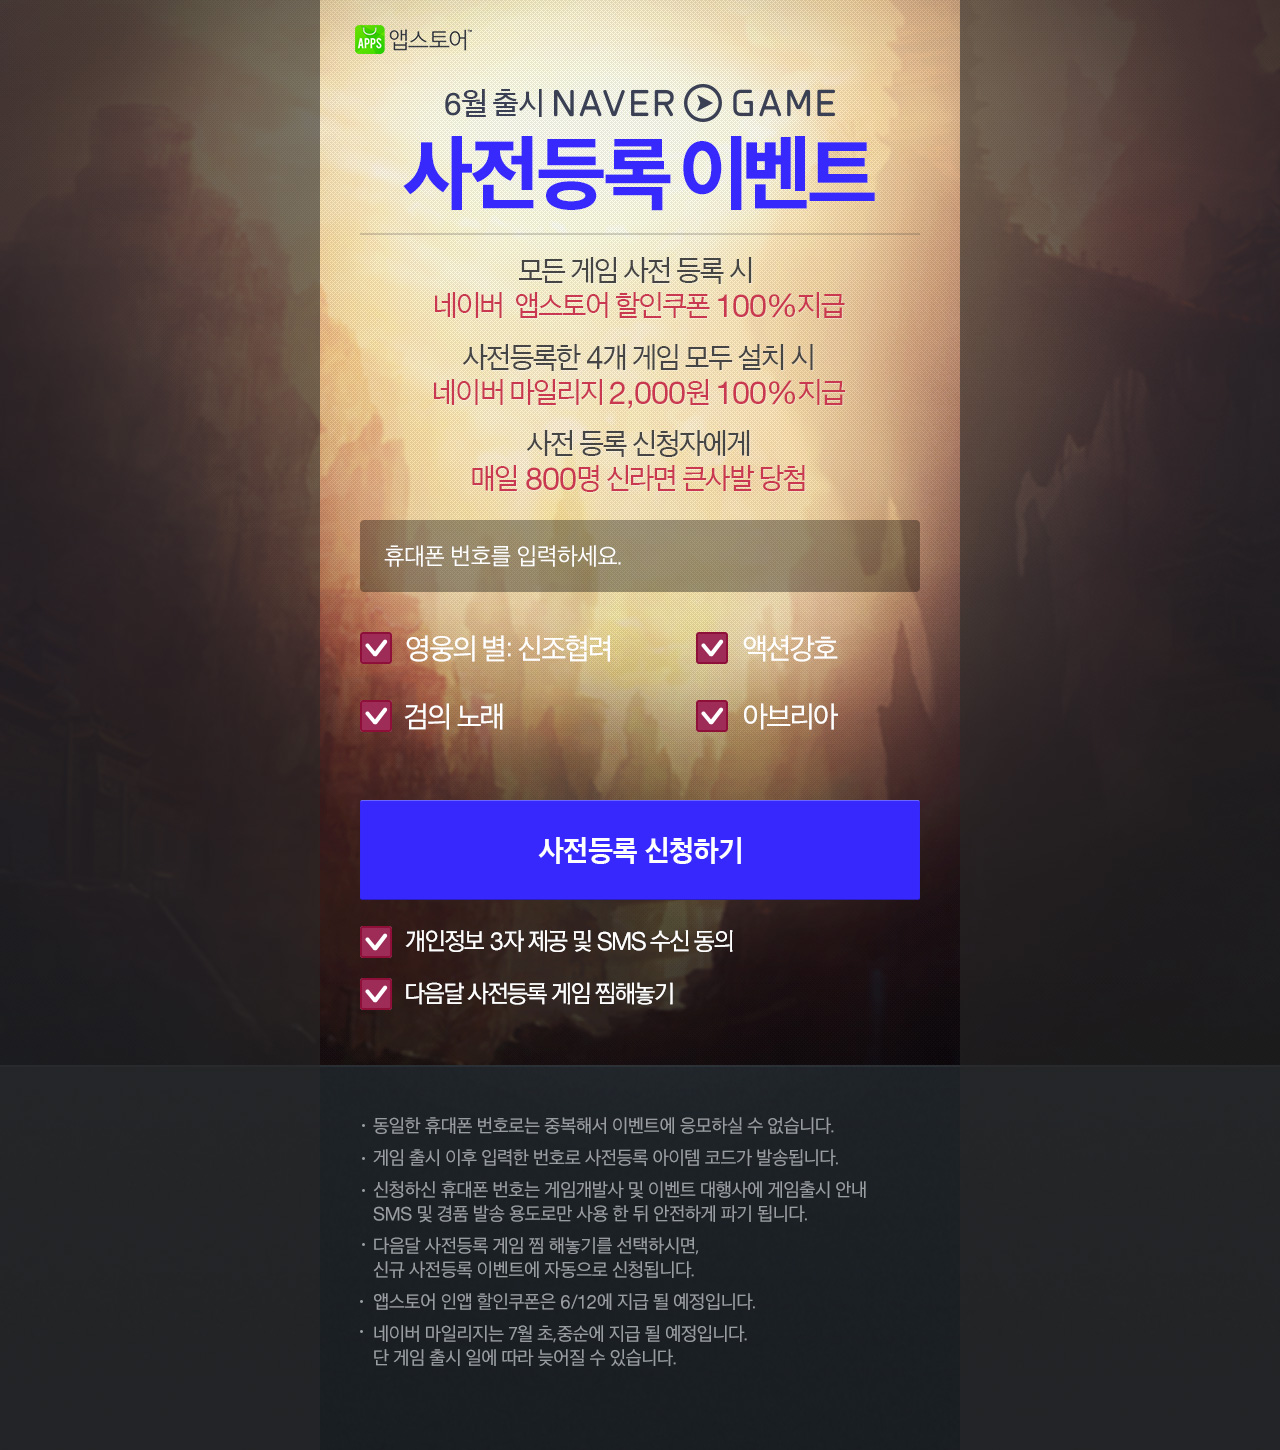 APPS 앱스토어™
6월 출시 NAVER GAME
사전등록 이벤트
모든 게임 사전 등록 시
네이버 앱스토어 할인쿠폰 100%지급
사전등록한 4개 게임 모두 설치 시
네이버 마일리지 2,000원 100%지급
사전 등록 신청자에게
매일 800명 신라면 큰사발 당첨
휴대폰 번호를 입력하세요.
영웅의 별: 신조협려
액션강호
검의 노래
아브리아
사전등록 신청하기
개인정보 3자 제공 및 SMS 수신 동의
다음달 사전등록 게임 찜해놓기
· 동일한 휴대폰 번호로는 중복해서 이벤트에 응모하실 수 없습니다.
· 게임 출시 이후 입력한 번호로 사전등록 아이템 코드가 발송됩니다.
· 신청하신 휴대폰 번호는 게임개발사 및 이벤트 대행사에 게임출시 안내
SMS 및 경품 발송 용도로만 사용 한 뒤 안전하게 파기 됩니다.
· 다음달 사전등록 게임 찜 해놓기를 선택하시면,
신규 사전등록 이벤트에 자동으로 신청됩니다.
· 앱스토어 인앱 할인쿠폰은 6/12에 지급 될 예정입니다.
· 네이버 마일리지는 7월 초,중순에 지급 될 예정입니다.
단 게임 출시 일에 따라 늦어질 수 있습니다.